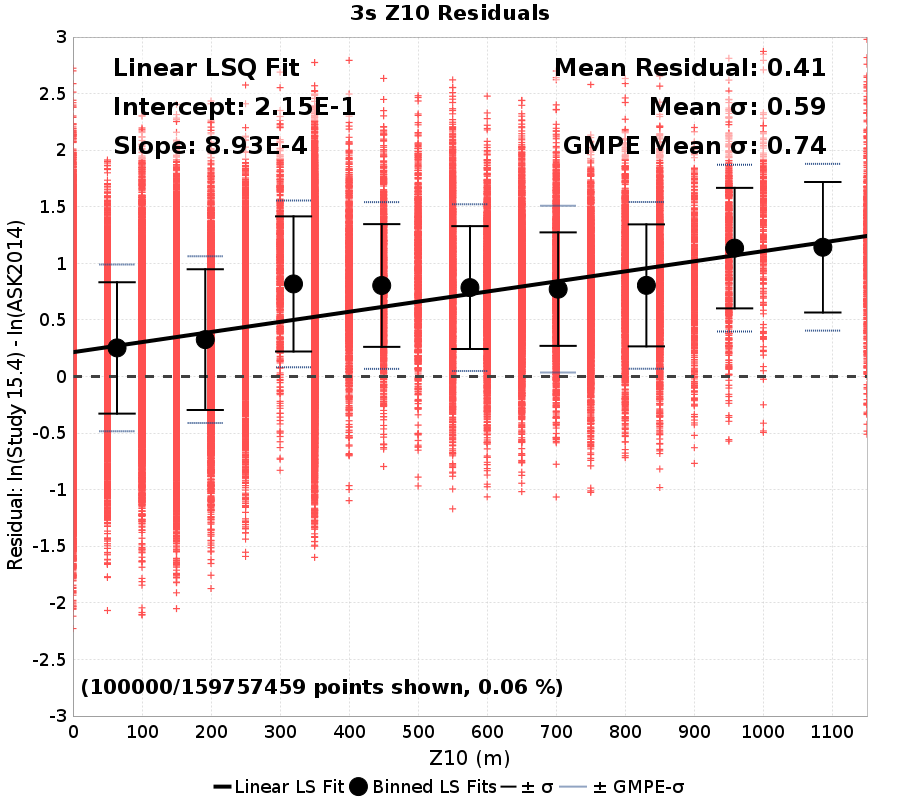 3s Z10 Residuals
Linear LSQ Fit
Intercept: 2.15E-1
Slope: 8.93E-4
Mean Residual: 0.41
Mean σ: 0.59
GMPE Mean σ: 0.74
Residual: ln(Study 15.4) - ln(ASK2014)
3
2.5
2
1.5
1
0.5
0
-0.5
-1
-1.5
-2
-2.5
-3
(100000/159757459 points shown, 0.06 %)
0 100 200 300 400 500 600 700 800 900 1000 1100
Z10 (m)
Linear LS Fit Binned LS Fits ± σ ± GMPE-σ